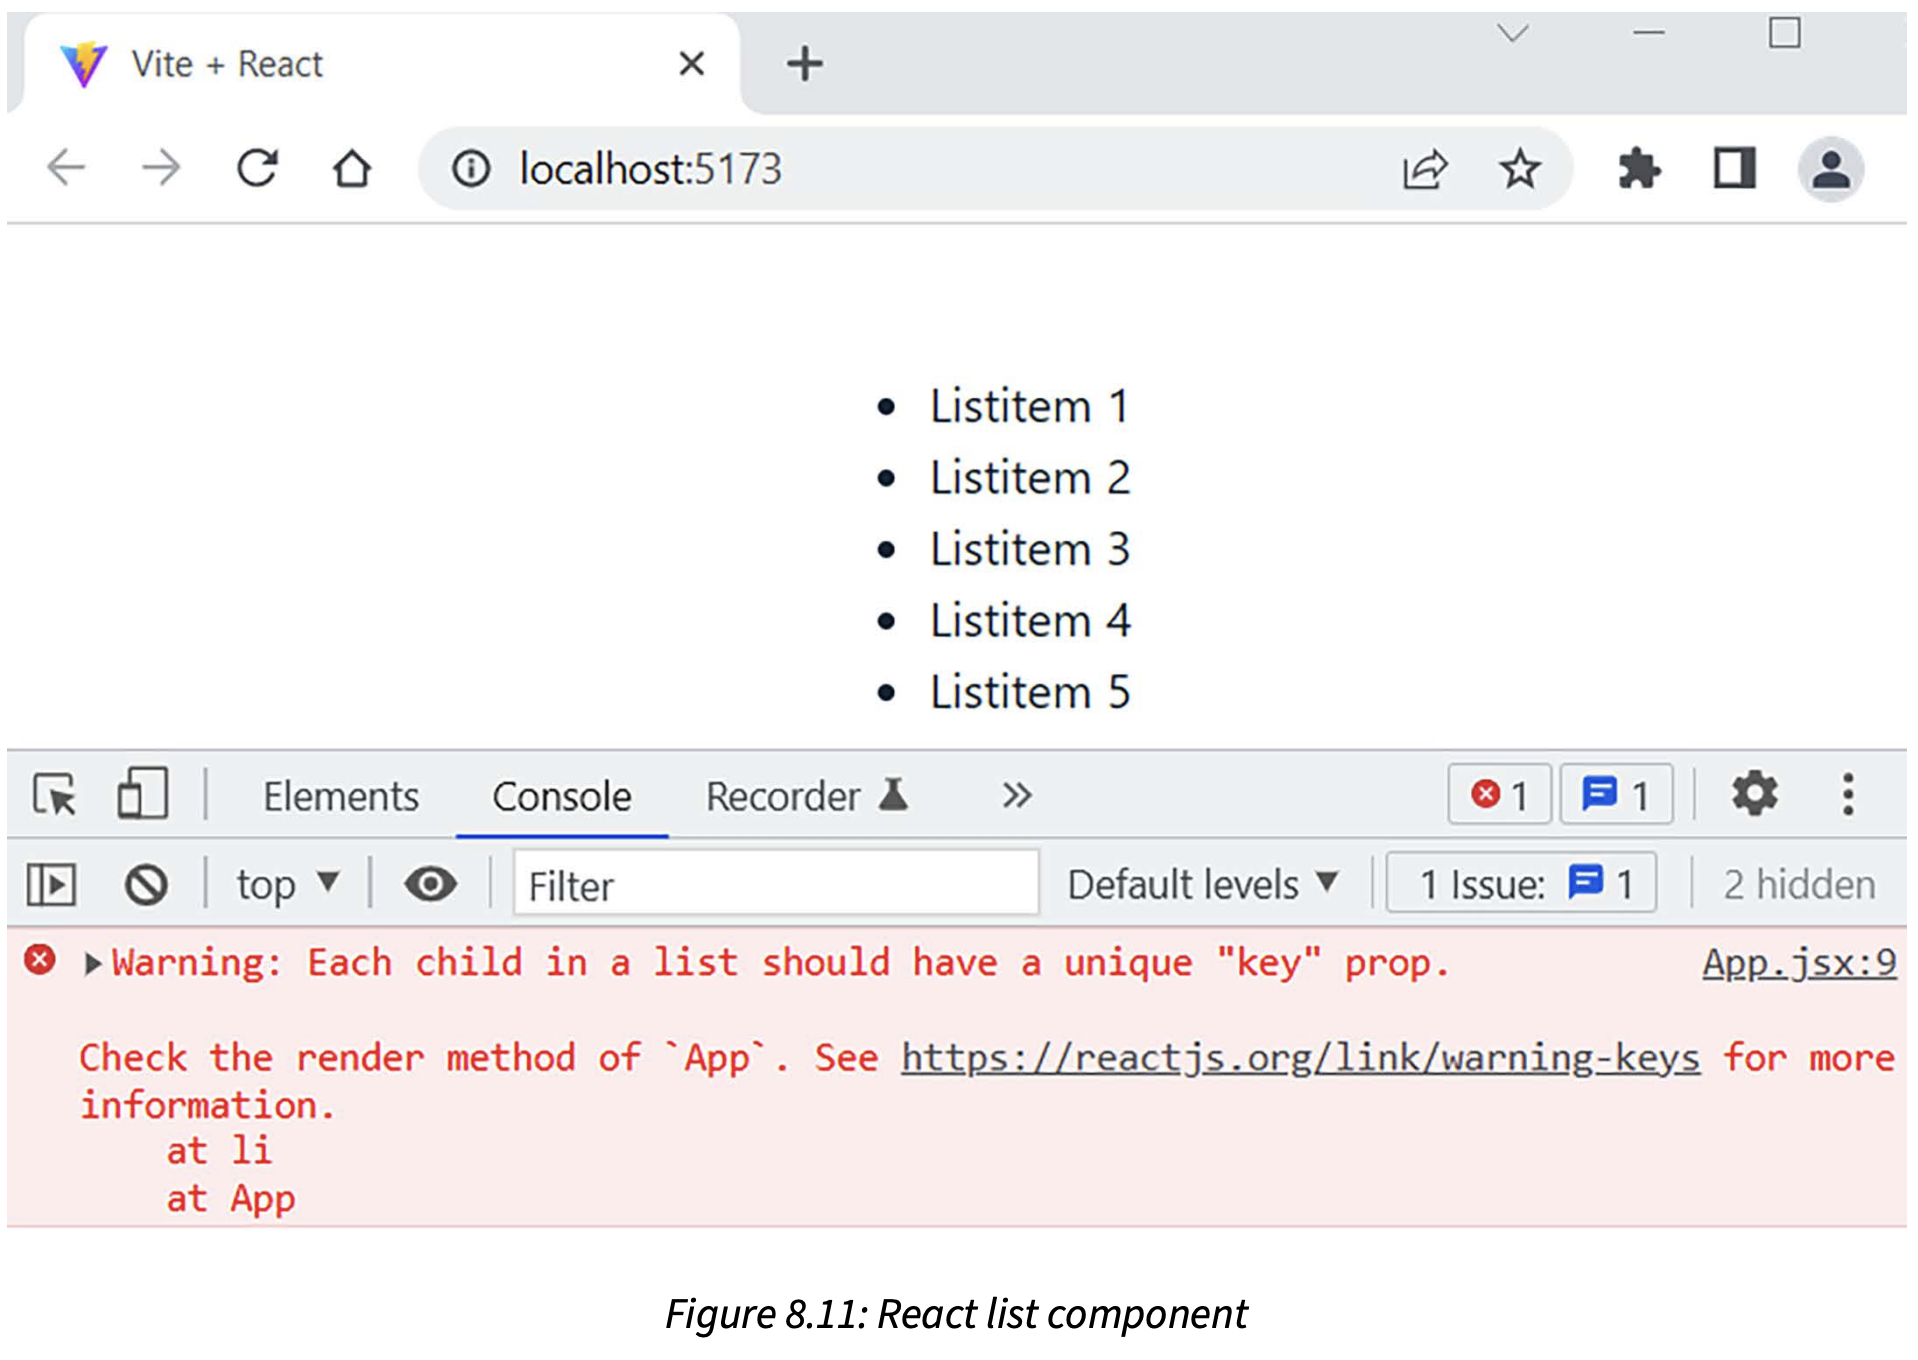 Vite + React
localhost:5173
• Listitem 1
• Listitem 2
• Listitem 3
• Listitem 4
• Listitem 5
Elements Console Recorder 1 1
top Filter Default levels 1 Issue: 1 2 hidden
Warning: Each child in a list should have a unique "key" prop. App.jsx:9
Check the render method of `App`. See https://reactjs.org/link/warning-keys for more
information.
at li
at App
Figure 8.11: React list component